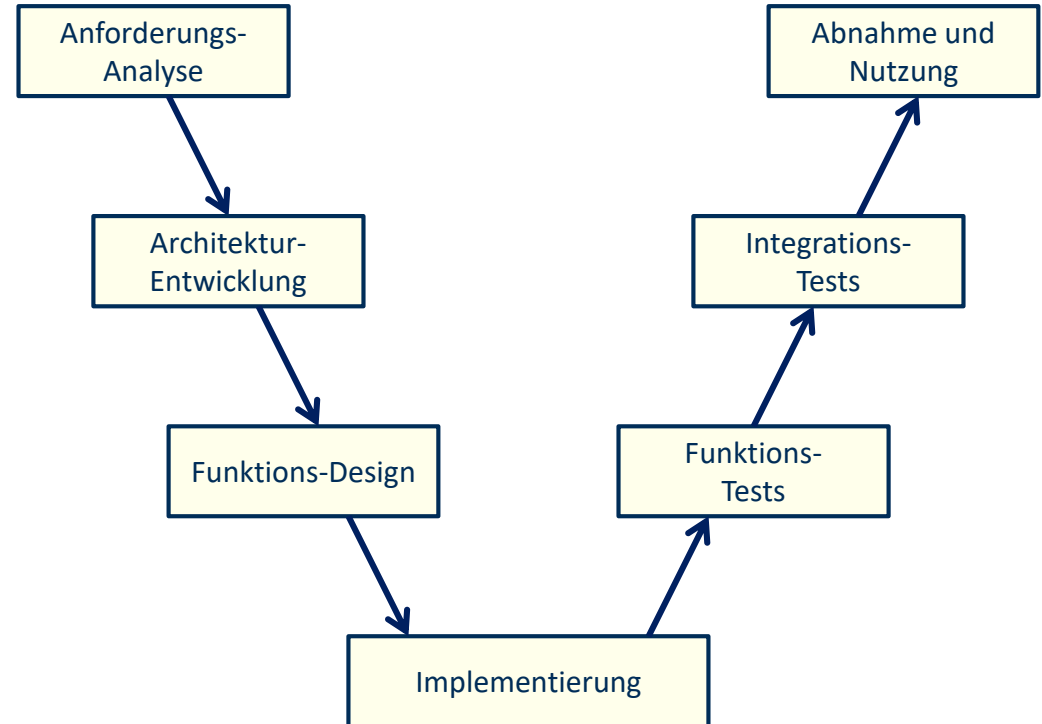 Anforderungs-
Analyse
Abnahme und
Nutzung
Architektur-
Entwicklung
Integrations-
Tests
Funktions-Design
Funktions-
Tests
Implementierung